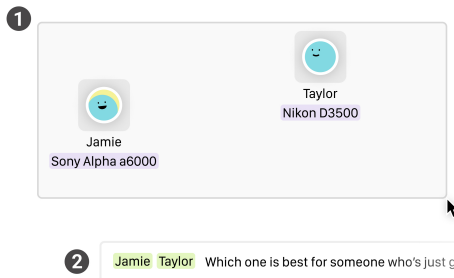 1
Taylor
Nikon D3500
Jamie
Sony Alpha a6000
2 Jamie Taylor Which one is best for someone who's just